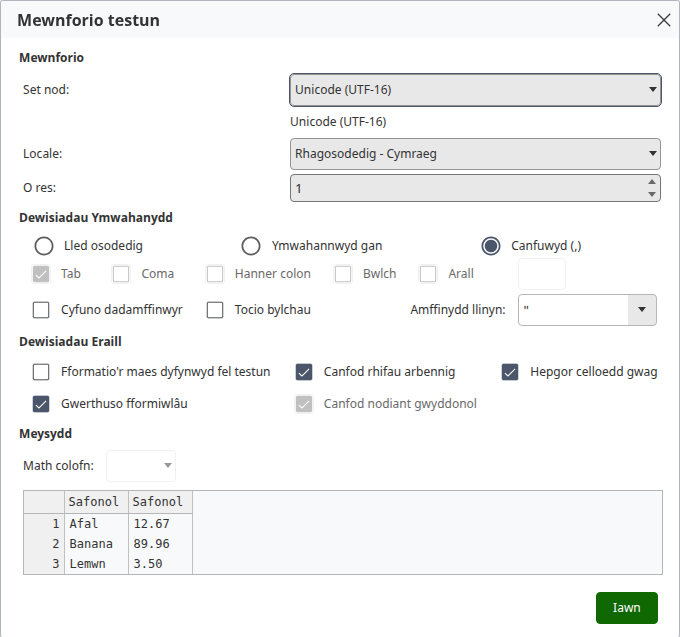 Mewnforio testun
Mewnforio
Set nod: Unicode (UTF-16)
Unicode (UTF-16)
Locale: Rhagosodedig - Cymraeg
O res: 1
Dewisiadau Ymwahanydd
Lled osodedig Ymwahannwyd gan Canfuwyd (,)
Tab Coma Hanner colon Bwlch Arall
Cyfuno dadamffinwyr Tocio bylchau Amffinydd llinyn: "
Dewisiadau Eraill
Fformatio'r maes dyfynwyd fel testun Canfod rhifau arbennig Hepgor celloedd gwag
Gwerthuso fformiwlâu Canfod nodiant gwyddonol
Meysydd
Math colofn:
Safonol Safonol
1 Afal 12.67
2 Banana 89.96
3 Lemwn 3.50
Iawn